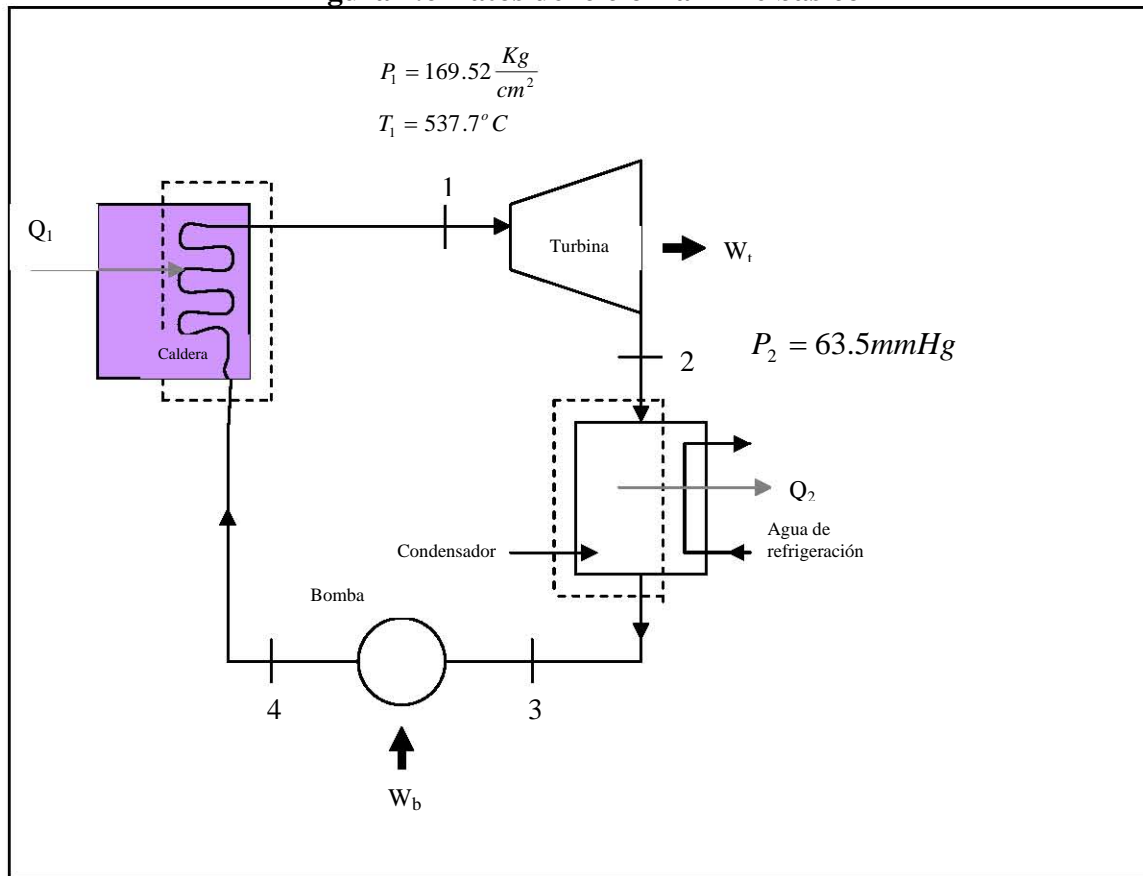 P₁ = 169.52 Kg/cm²
T₁ = 537.7° C
1
Q₁
Turbina
Wₜ
Caldera
2
P₂ = 63.5mmHg
Q₂
Condensador
Agua de
refrigeración
Bomba
4
3
W_b